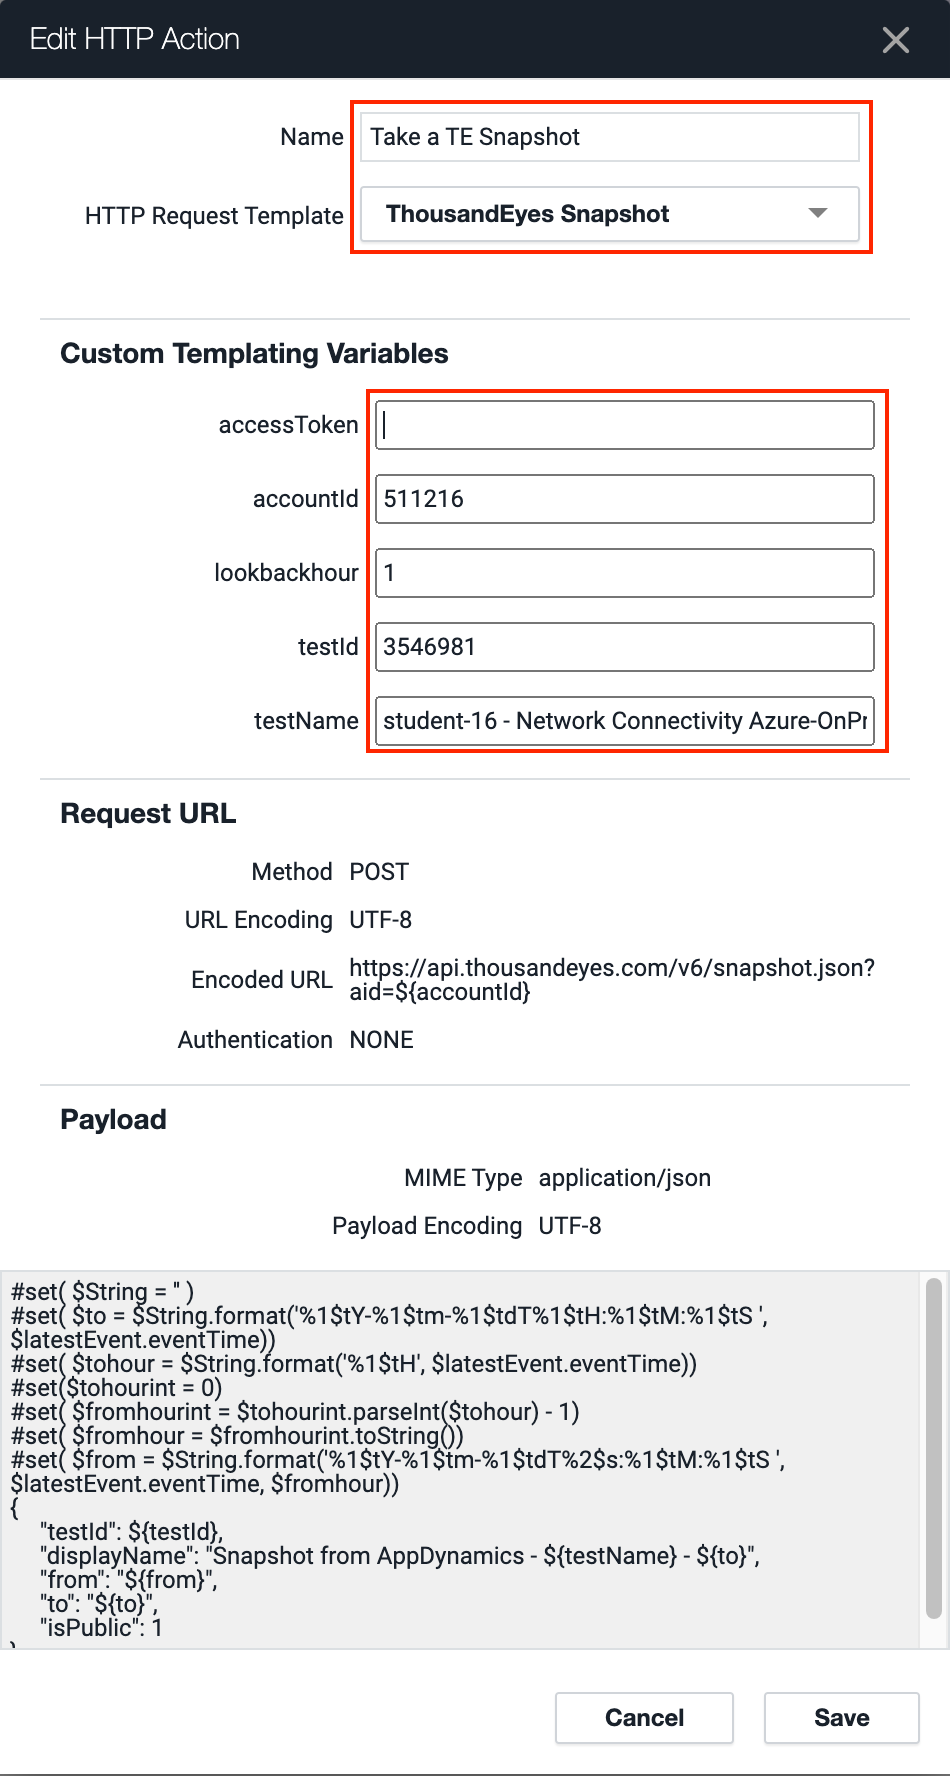 Edit HTTP Action
Name Take a TE Snapshot
HTTP Request Template ThousandEyes Snapshot
Custom Templating Variables
accessToken
accountId 511216
lookbackhour 1
testId 3546981
testName student-16 - Network Connectivity Azure-OnPr
Request URL
Method POST
URL Encoding UTF-8
Encoded URL https://api.thousandeyes.com/v6/snapshot.json?
aid=${accountId}
Authentication NONE
Payload
MIME Type application/json
Payload Encoding UTF-8
#set( $String = '' )
#set( $to = $String.format('%1$tY-%1$tm-%1$tdT%1$tH:%1$tM:%1$tS ',
$latestEvent.eventTime))
#set( $tohour = $String.format('%1$tH', $latestEvent.eventTime))
#set($tohourint = 0)
#set( $fromhourint = $tohourint.parseInt($tohour) - 1)
#set( $fromhour = $fromhourint.toString())
#set( $from = $String.format('%1$tY-%1$tm-%1$tdT%2$s:%1$tM:%1$tS ',
$latestEvent.eventTime, $fromhour))
{
"testId": ${testId},
"displayName": "Snapshot from AppDynamics - ${testName} - ${to}",
"from": "${from}",
"to": "${to}",
"isPublic": 1
}
Cancel Save